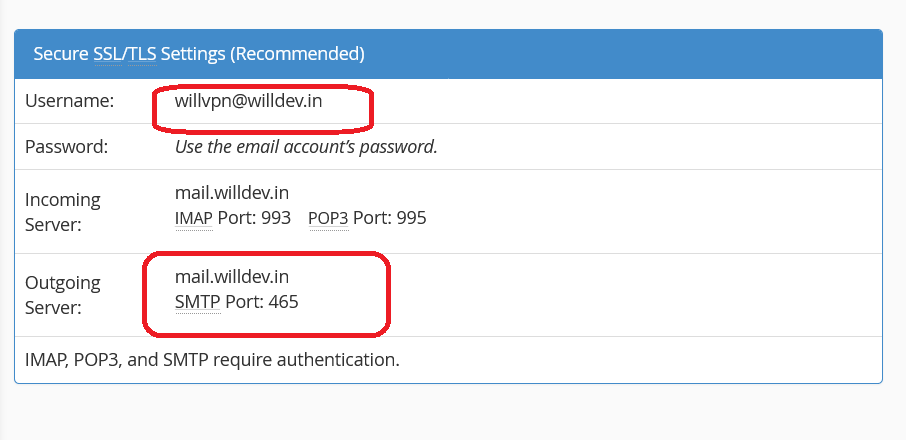 Secure SSL/TLS Settings (Recommended)
Username: willvpn@willdev.in
Password: Use the email account’s password.
Incoming Server:
mail.willdev.in
IMAP Port: 993 POP3 Port: 995
Outgoing Server:
mail.willdev.in
SMTP Port: 465
IMAP, POP3, and SMTP require authentication.